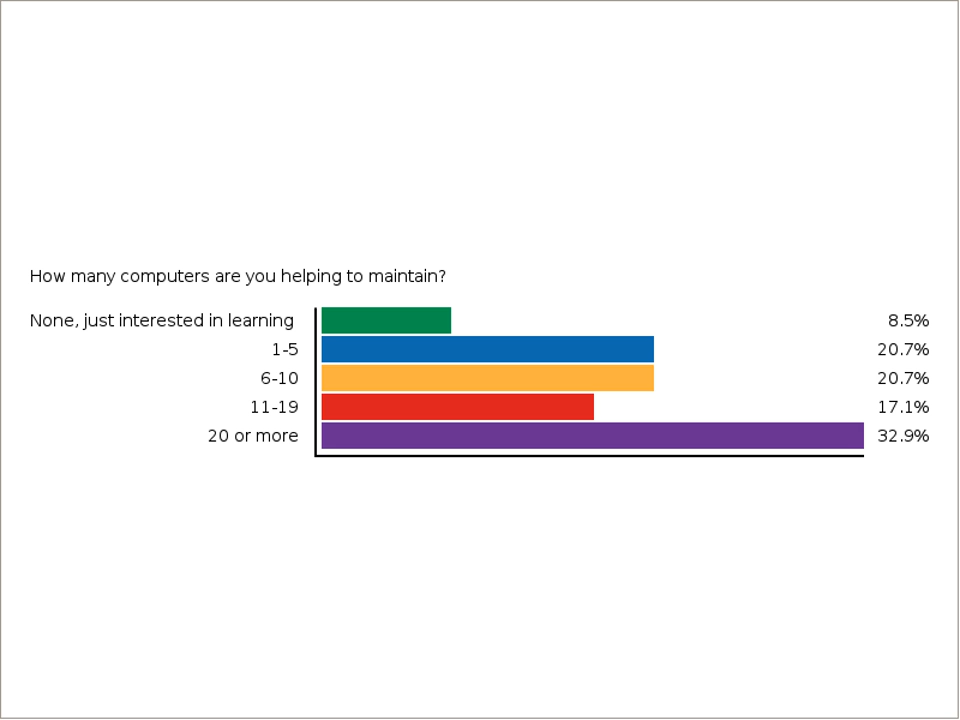 How many computers are you helping to maintain?
None, just interested in learning 8.5%
1-5 20.7%
6-10 20.7%
11-19 17.1%
20 or more 32.9%